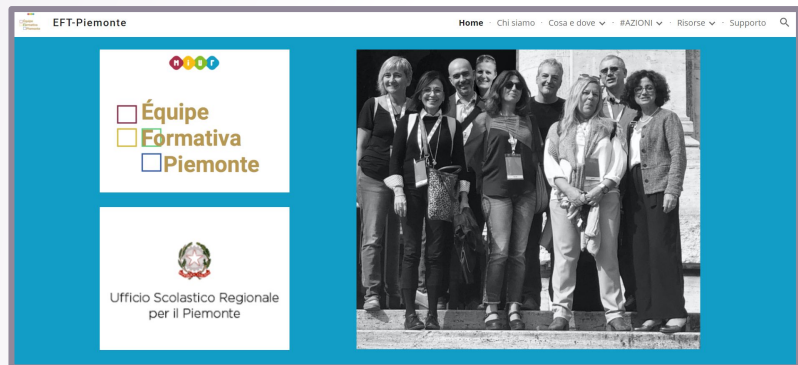 EFT-Piemonte
Home · Chi siamo · Cosa e dove · #AZIONI · Risorse · Supporto
MIUR
Équipe
Formativa
Piemonte
Ufficio Scolastico Regionale
per il Piemonte